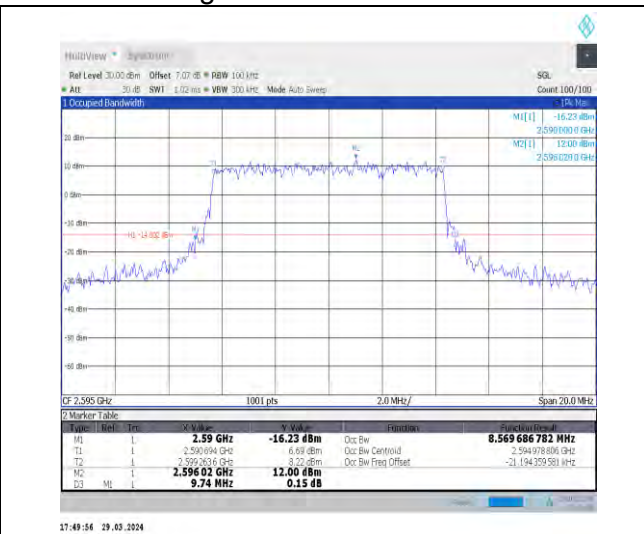 MultiView Spectrum
Ref Level 30.00 dBm Offset 7.07 dB RBW 100 kHz SGL
Att 30 dB SWT 1.02 ms VBW 300 kHz Mode Auto Sweep Count 100/100
1 Occupied Bandwidth 1Pk Max
M1[1] -16.23 dBm
2.590000 0 GHz
M2[1] 12.00 dBm
2.596020 0 GHz
20 dBm
M2
10 dBm
T1
0 dBm
-10 dBm
H1 -14.000 dBm
-20 dBm
-30 dBm
-40 dBm
-50 dBm
-60 dBm
CF 2.595 GHz 1001 pts 2.0 MHz/ Span 20.0 MHz
2 Marker Table
Type Ref Trc X-Value Y-Value Function Function Result
M1 1 2.59 GHz -16.23 dBm Occ Bw 8.569 686 782 MHz
T1 1 2.590694 GHz 6.69 dBm Occ Bw Centroid 2.594978806 GHz
T2 1 2.5992636 GHz 8.22 dBm Occ Bw Freq Offset -21.194359581 kHz
M2 1 2.596 02 GHz 12.00 dBm
D3 M1 1 9.74 MHz 0.15 dB
17:49:56 29.03.2024